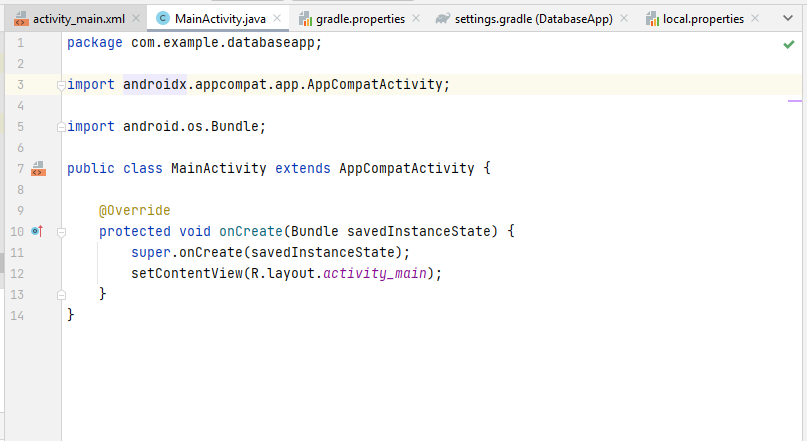 activity_main.xml MainActivity.java gradle.properties settings.gradle (DatabaseApp) local.properties
1 package com.example.databaseapp;
2
3 import androidx.appcompat.app.AppCompatActivity;
4
5 import android.os.Bundle;
6
7 public class MainActivity extends AppCompatActivity {
8
9 @Override
10 protected void onCreate(Bundle savedInstanceState) {
11 super.onCreate(savedInstanceState);
12 setContentView(R.layout.activity_main);
13 }
14 }